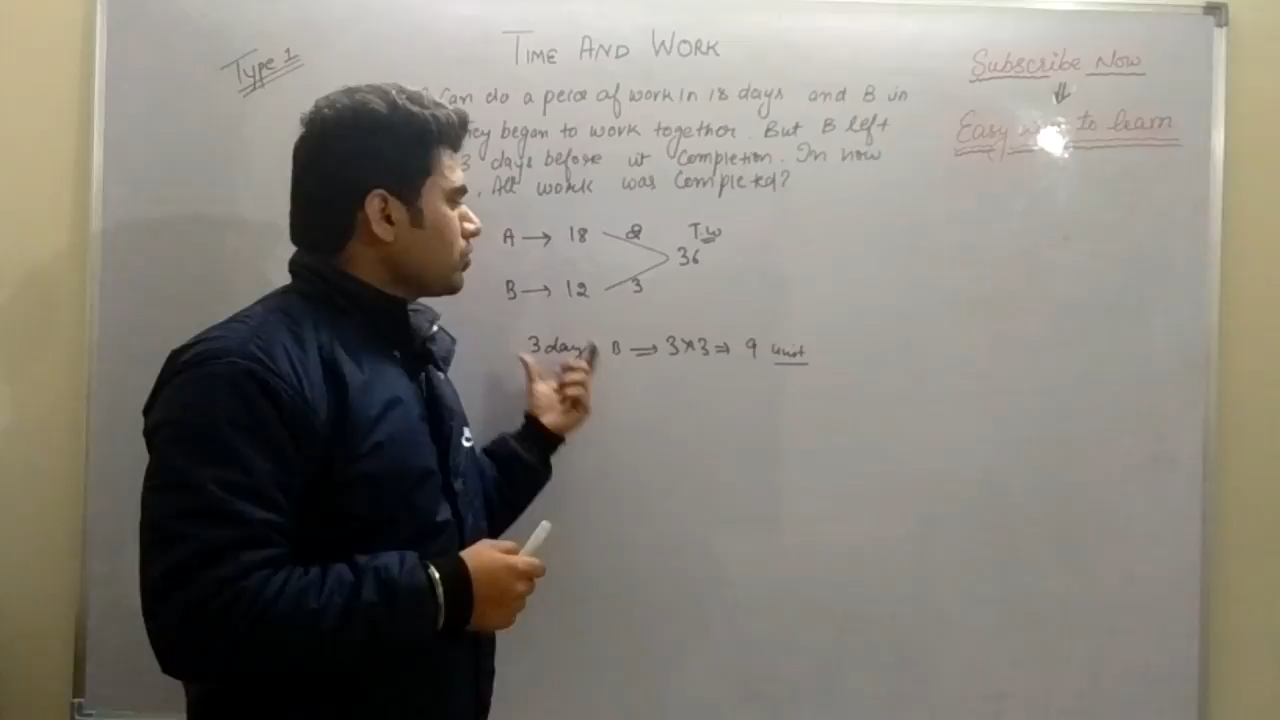 Type 1
TIME AND WORK
Can do a peice of work in 18 days and B in
they began to work together. But B left
3 days before it Completion. In how
. All work was Completed?
A → 18 2 T.W
36
B → 12 3
3 days B ⇒ 3×3 ⇒ 9 unit
Subscribe Now
⇓
Easy to learn